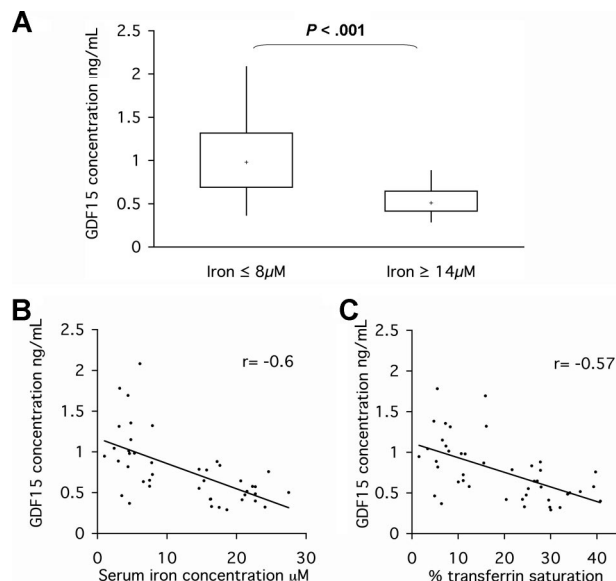 A
GDF15 concentration ng/mL
P < .001
2.5
2
1.5
1
0.5
0
Iron ≤ 8µM
Iron ≥ 14µM
B
GDF15 concentration ng/mL
r= -0.6
2.5
2
1.5
1
0.5
0
0 10 20 30
Serum iron concentration µM
C
GDF15 concentration ng/mL
r= -0.57
2.5
2
1.5
1
0.5
0
0 10 20 30 40
% transferrin saturation